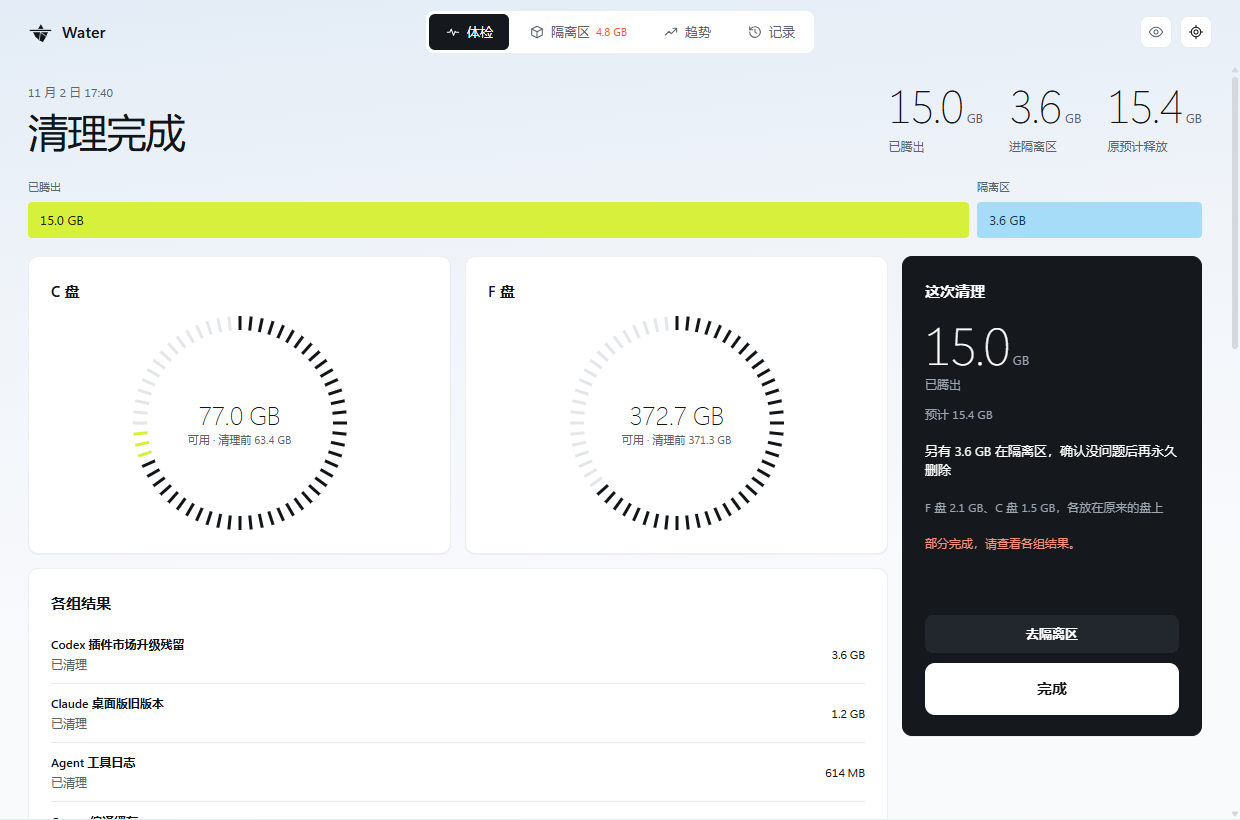 Water
体检
隔离区 4.8 GB
趋势
记录
11 月 2 日 17:40
清理完成
15.0 GB
已腾出
3.6 GB
进隔离区
15.4 GB
原预计释放
已腾出
15.0 GB
隔离区
3.6 GB
C 盘
77.0 GB
可用 · 清理前 63.4 GB
F 盘
372.7 GB
可用 · 清理前 371.3 GB
这次清理
15.0 GB
已腾出
预计 15.4 GB
另有 3.6 GB 在隔离区，确认没问题后再永久
删除
F 盘 2.1 GB、C 盘 1.5 GB，各放在原来的盘上
部分完成，请查看各组结果。
去隔离区
完成
各组结果
Codex 插件市场升级残留
已清理
3.6 GB
Claude 桌面版旧版本
已清理
1.2 GB
Agent 工具日志
已清理
614 MB